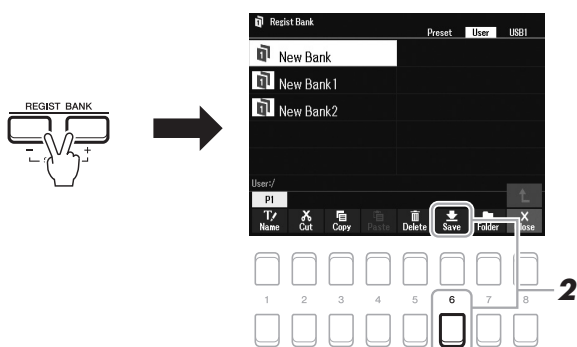 Regist Bank
Preset User USB1
New Bank
New Bank1
New Bank2
REGIST BANK
- +
User:/
P1
Name Cut Copy Paste Delete Save Folder Close
2
1 2 3 4 5 6 7 8